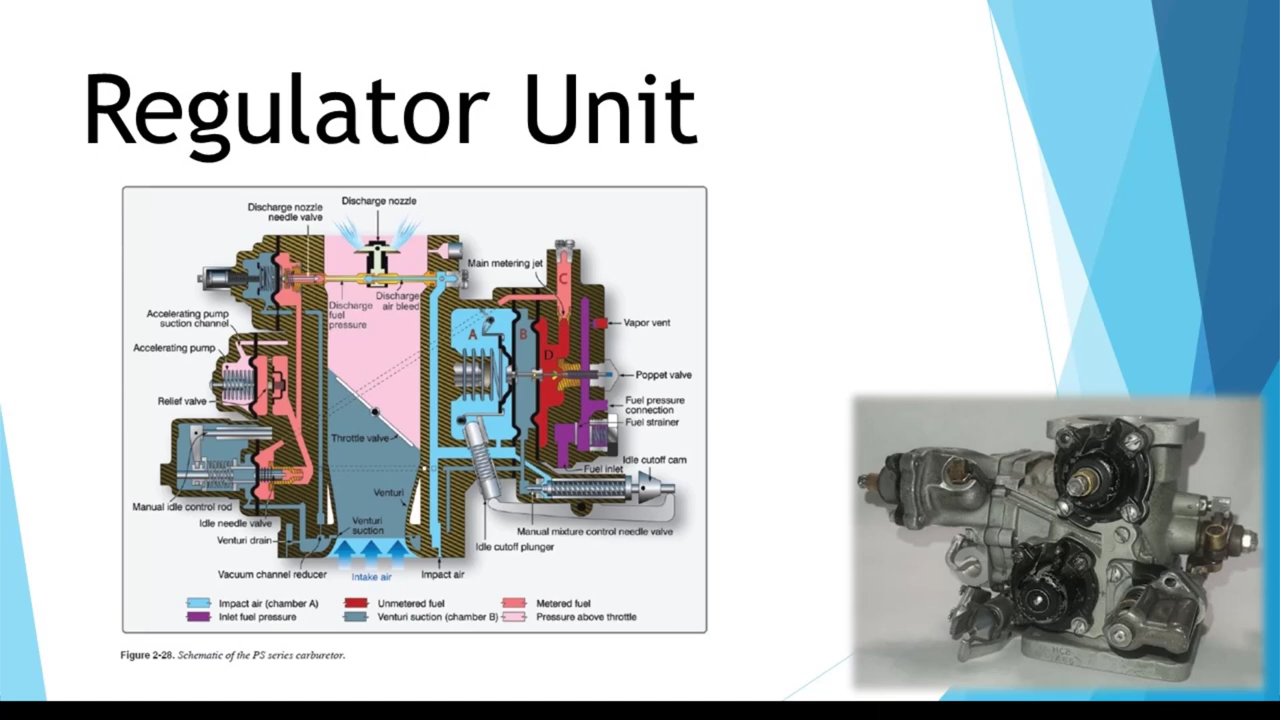 Regulator Unit
Discharge nozzle
Discharge nozzle
needle valve
Main metering jet
C
Discharge
air bleed
Discharge
fuel
pressure
Accelerating pump
suction channel
Vapor vent
A
B
Accelerating pump
D
Poppet valve
Relief valve
Fuel pressure
connection
Fuel strainer
Throttle valve
Idle cutoff cam
Fuel inlet
Venturi
Manual idle control rod
Idle needle valve
Venturi
suction
Manual mixture control needle valve
Venturi drain
Idle cutoff plunger
Vacuum channel reducer
Intake air
Impact air
Impact air (chamber A)
Unmetered fuel
Metered fuel
Inlet fuel pressure
Venturi suction (chamber B)
Pressure above throttle
Figure 2-28. Schematic of the PS series carburetor.